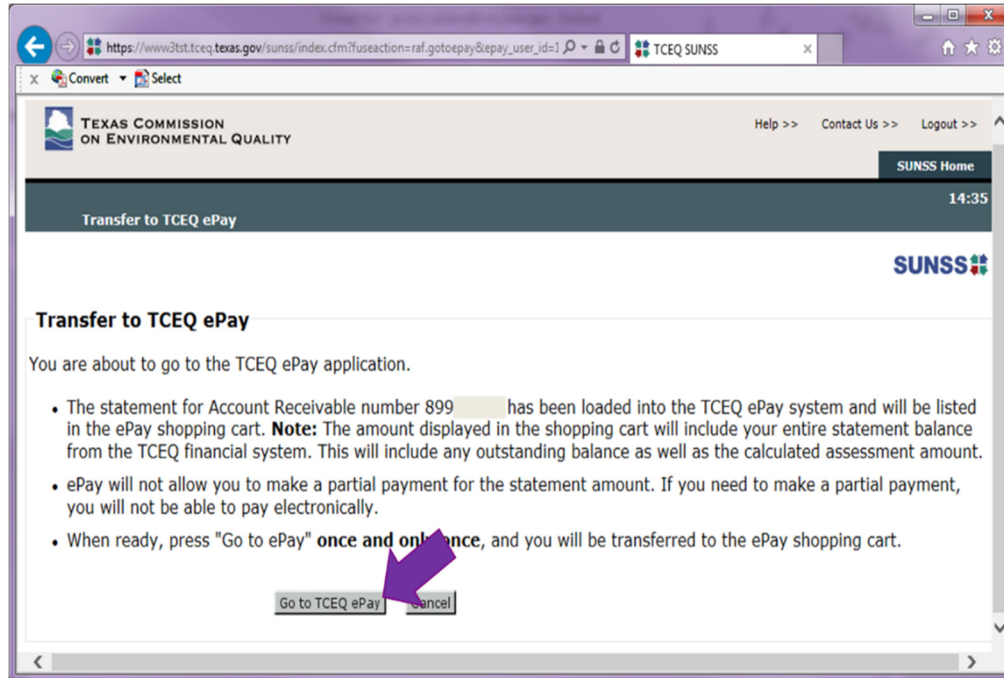 https://www3tst.tceq.texas.gov/sunss/index.cfm?fuseaction=raf.gotoepay&epay_user_id=1
TCEQ SUNSS
x Convert Select
TEXAS COMMISSION
ON ENVIRONMENTAL QUALITY
Help >> Contact Us >> Logout >>
SUNSS Home
14:35
Transfer to TCEQ ePay
SUNSS
Transfer to TCEQ ePay
You are about to go to the TCEQ ePay application.
• The statement for Account Receivable number 899 has been loaded into the TCEQ ePay system and will be listed
in the ePay shopping cart. Note: The amount displayed in the shopping cart will include your entire statement balance
from the TCEQ financial system. This will include any outstanding balance as well as the calculated assessment amount.
• ePay will not allow you to make a partial payment for the statement amount. If you need to make a partial payment,
you will not be able to pay electronically.
• When ready, press "Go to ePay" once and only once, and you will be transferred to the ePay shopping cart.
Go to TCEQ ePay Cancel